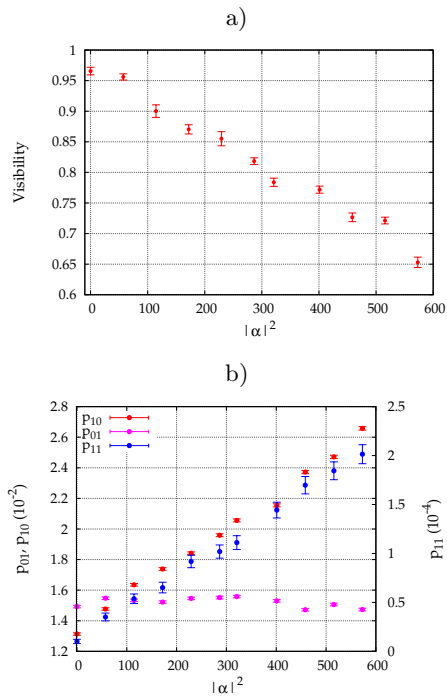 a)
1
0.95
0.9
0.85
0.8
0.75
0.7
0.65
0.6
Visibility
0 100 200 300 400 500 600
|α|²
b)
2.8
2.6
2.4
2.2
2
1.8
1.6
1.4
1.2
p₀₁, p₁₀ (10⁻²)
p₁₀
p₀₁
p₁₁
2.5
2
1.5
1
0.5
0
p₁₁ (10⁻⁴)
0 100 200 300 400 500 600
|α|²